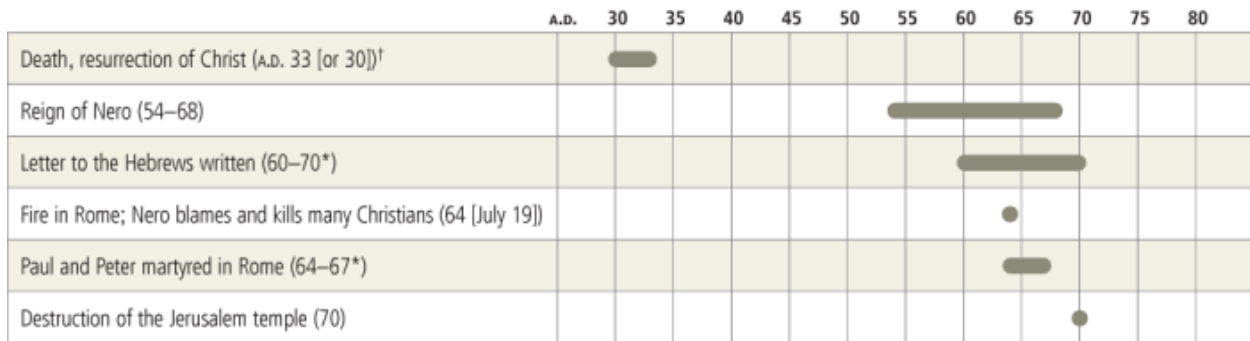 A.D. 30 35 40 45 50 55 60 65 70 75 80
Death, resurrection of Christ (A.D. 33 [or 30])†
Reign of Nero (54–68)
Letter to the Hebrews written (60–70*)
Fire in Rome; Nero blames and kills many Christians (64 [July 19])
Paul and Peter martyred in Rome (64–67*)
Destruction of the Jerusalem temple (70)